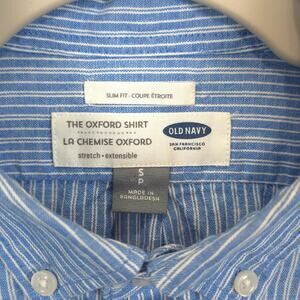 SLIM FIT · COUPE ÉTROITE
THE OXFORD SHIRT
LA CHEMISE OXFORD
stretch • extensible
OLD NAVY
SAN FRANCISCO
CALIFORNIA
S
P
MADE IN
BANGLADESH